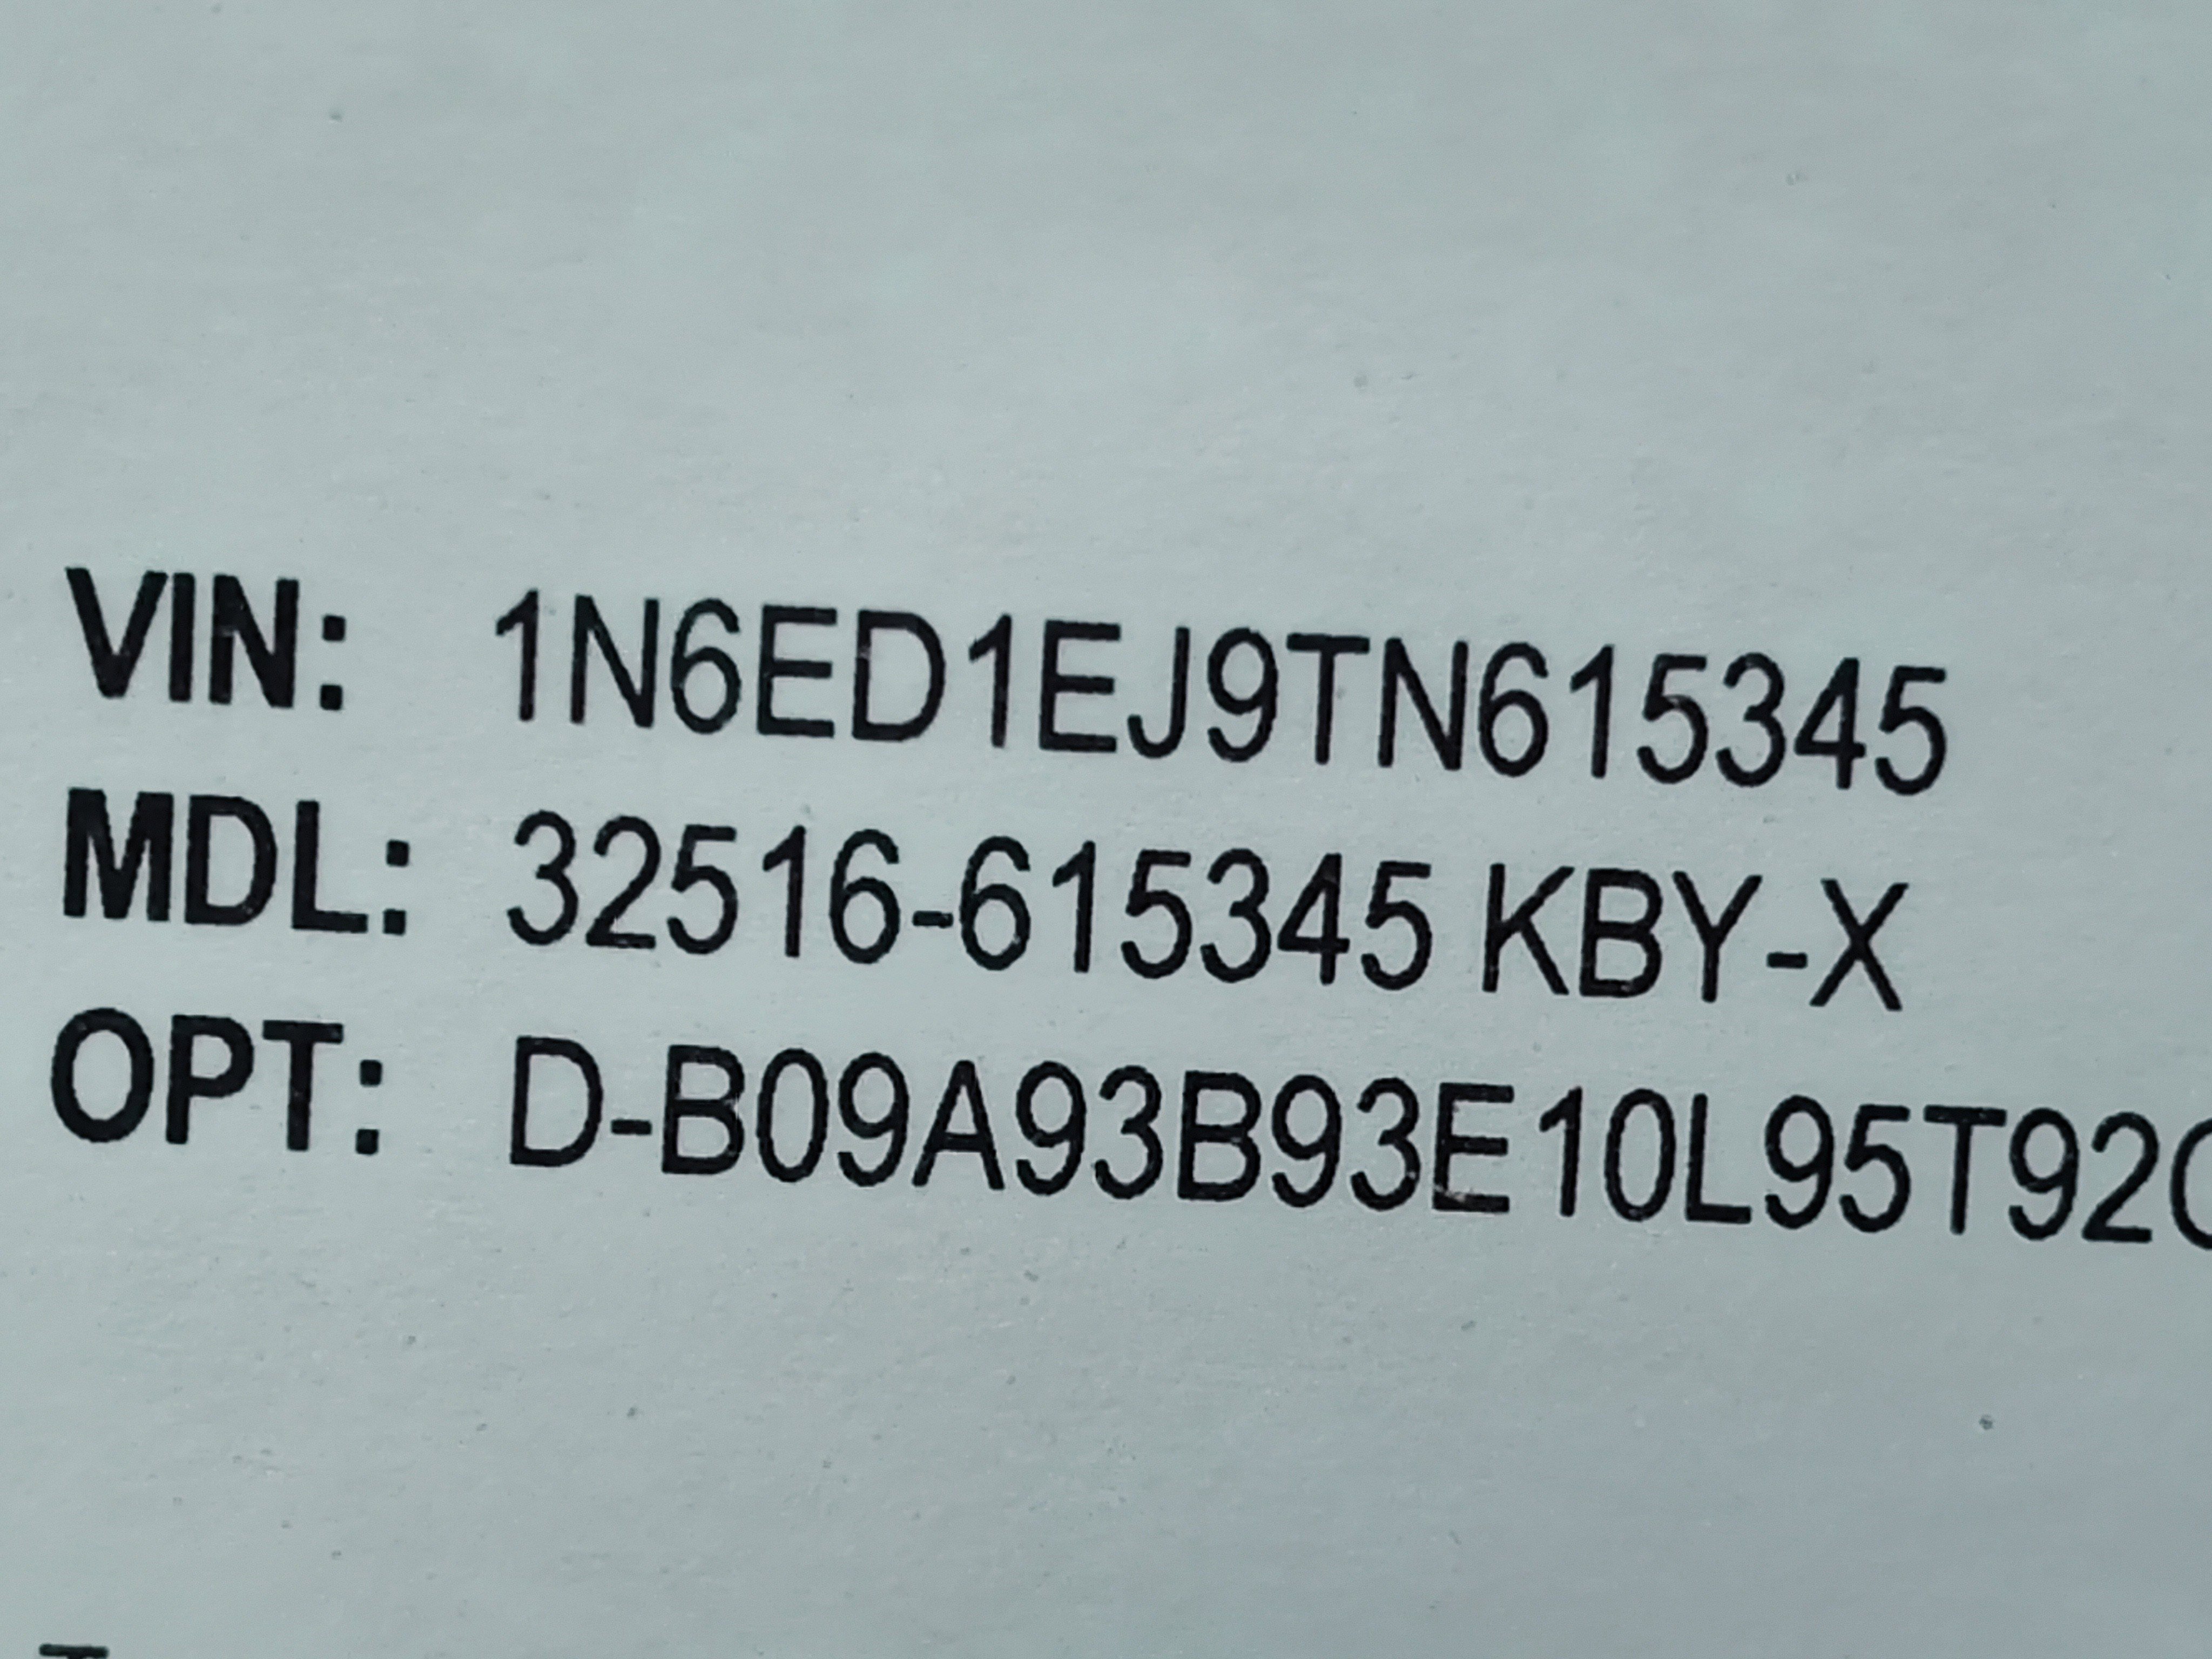 VIN: 1N6ED1EJ9TN615345
MDL: 32516-615345 KBY-X
OPT: D-B09A93B93E10L95T92